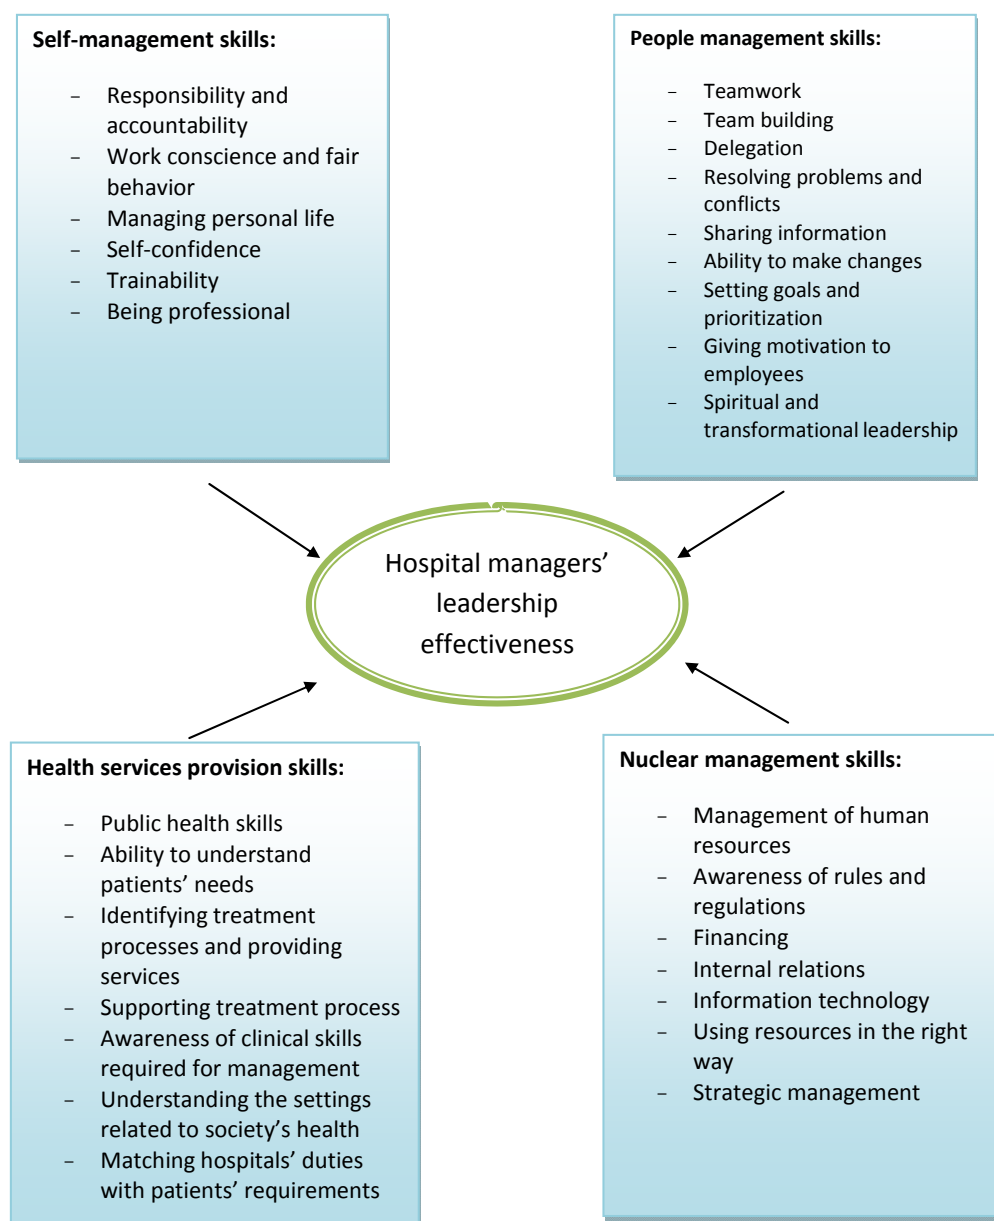 Self-management skills:
- Responsibility and
accountability
- Work conscience and fair
behavior
- Managing personal life
- Self-confidence
- Trainability
- Being professional
People management skills:
- Teamwork
- Team building
- Delegation
- Resolving problems and
conflicts
- Sharing information
- Ability to make changes
- Setting goals and
prioritization
- Giving motivation to
employees
- Spiritual and
transformational leadership
Hospital managers’
leadership
effectiveness
Health services provision skills:
- Public health skills
- Ability to understand
patients’ needs
- Identifying treatment
processes and providing
services
- Supporting treatment process
- Awareness of clinical skills
required for management
- Understanding the settings
related to society’s health
- Matching hospitals’ duties
with patients’ requirements
Nuclear management skills:
- Management of human
resources
- Awareness of rules and
regulations
- Financing
- Internal relations
- Information technology
- Using resources in the right
way
- Strategic management